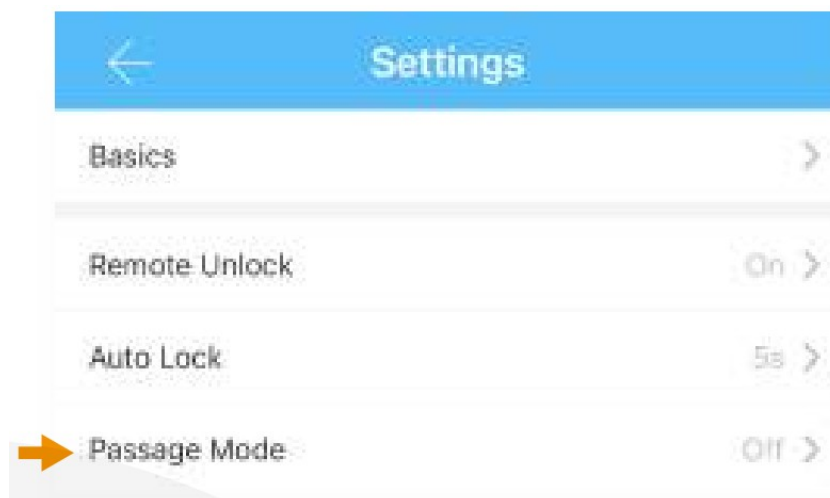 Settings
Basics
Remote Unlock On
Auto Lock 5s
Passage Mode Off